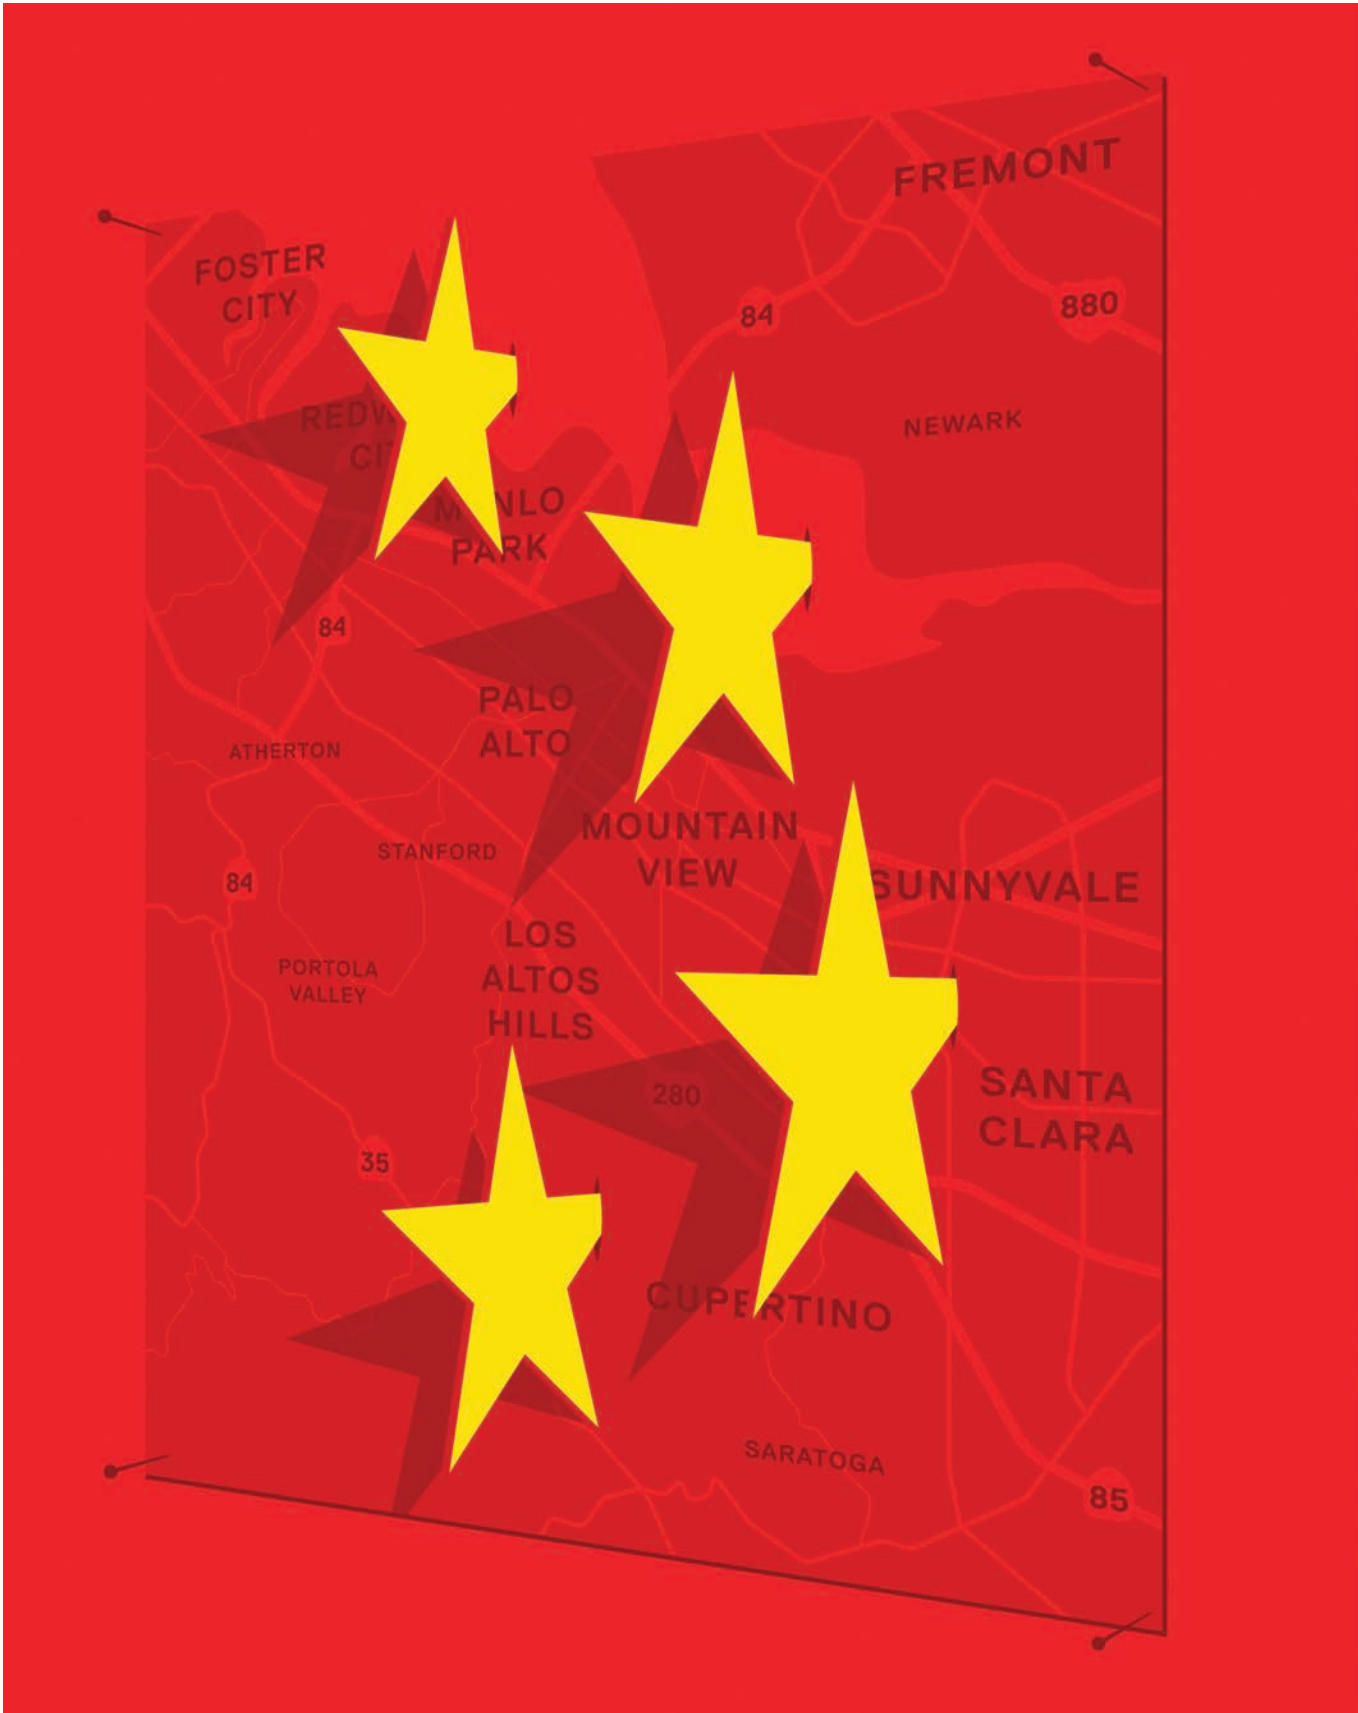 FREMONT
FOSTER
CITY
84
880
NEWARK
PARK
84
PALO
ALTO
ATHERTON
MOUNTAIN
VIEW
STANFORD
SUNNYVALE
84
LOS
ALTOS
HILLS
PORTOLA
VALLEY
280
SANTA
CLARA
35
CUPERTINO
SARATOGA
85